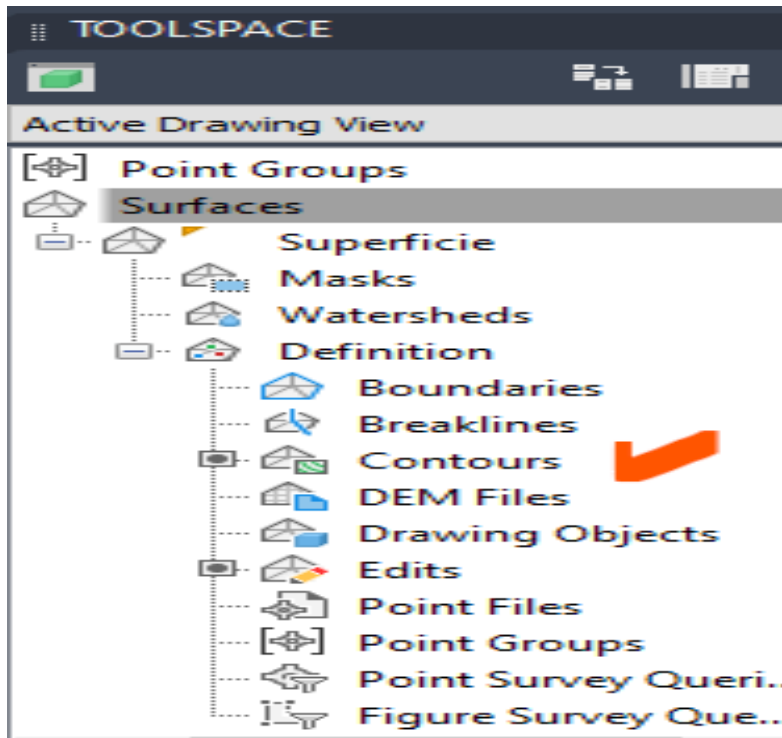 TOOLSPACE
Active Drawing View
Point Groups
Surfaces
Superficie
Masks
Watersheds
Definition
Boundaries
Breaklines
Contours
DEM Files
Drawing Objects
Edits
Point Files
Point Groups
Point Survey Queri..
Figure Survey Que..